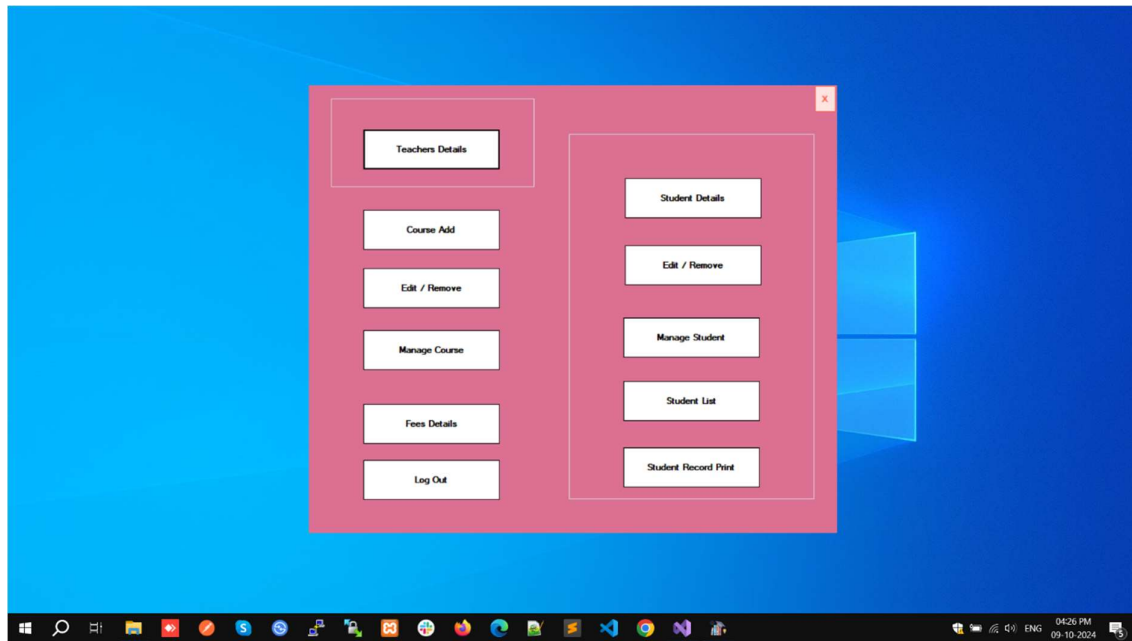 X
Teachers Details
Course Add
Edit / Remove
Manage Course
Fees Details
Log Out
Student Details
Edit / Remove
Manage Student
Student List
Student Record Print
ENG
04:26 PM
09-10-2024